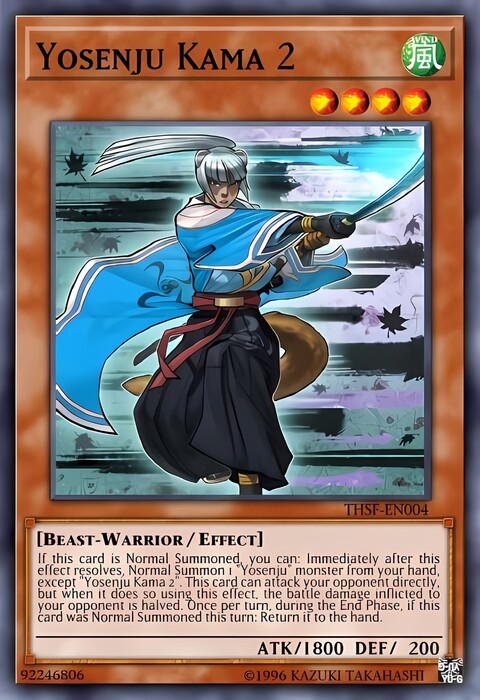 Yosenju Kama 2
WIND
風
THSF-EN004
[Beast-Warrior / Effect]
If this card is Normal Summoned, you can: Immediately after this
effect resolves, Normal Summon 1 "Yosenju" monster from your hand,
except "Yosenju Kama 2". This card can attack your opponent directly,
but when it does so using this effect, the battle damage inflicted to
your opponent is halved. Once per turn, during the End Phase, if this
card was Normal Summoned this turn: Return it to the hand.
ATK/1800 DEF/ 200
92246806
©1996 KAZUKI TAKAHASHI